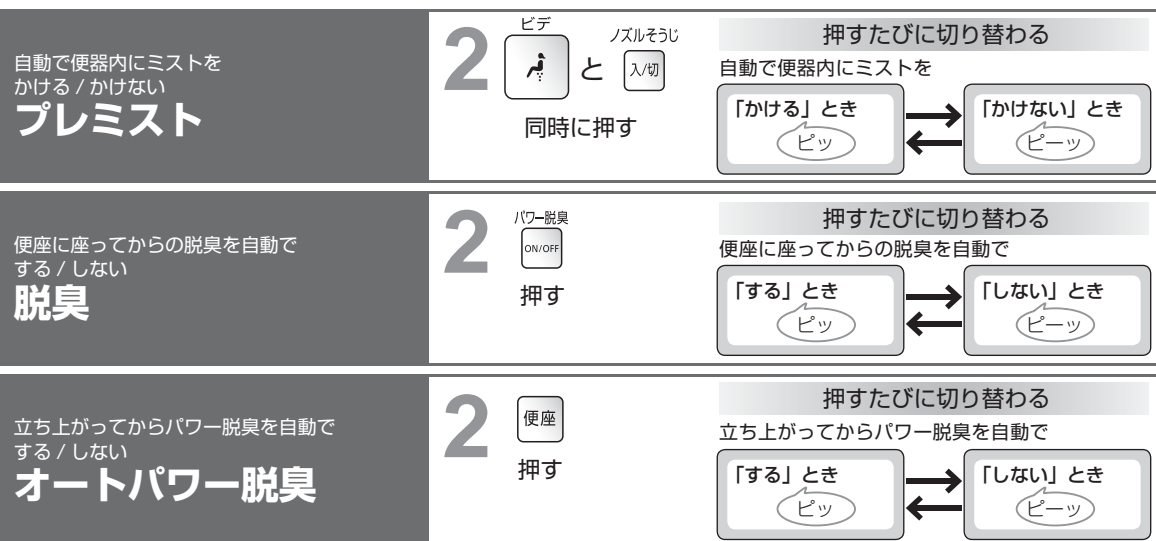 自動で便器内にミストを
かける / かけない
プレミスト
2
ビデ
と
ノズルそうじ
入/切
同時に押す
押すたびに切り替わる
自動で便器内にミストを
「かける」とき
ピッ
「かけない」とき
ピーッ
便座に座ってからの脱臭を自動で
する / しない
脱臭
2
パワー脱臭
ON/OFF
押す
押すたびに切り替わる
便座に座ってからの脱臭を自動で
「する」とき
ピッ
「しない」とき
ピーッ
立ち上がってからパワー脱臭を自動で
する / しない
オートパワー脱臭
2
便座
押す
押すたびに切り替わる
立ち上がってからパワー脱臭を自動で
「する」とき
ピッ
「しない」とき
ピーッ